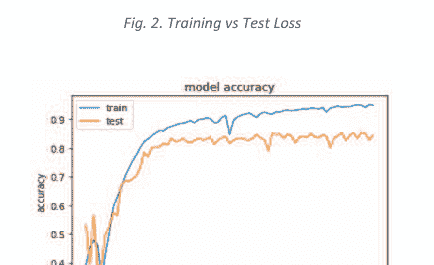 Fig. 2. Training vs Test Loss
model accuracy
train
test
0.9
0.8
0.7
0.6
0.5
0.4
accuracy